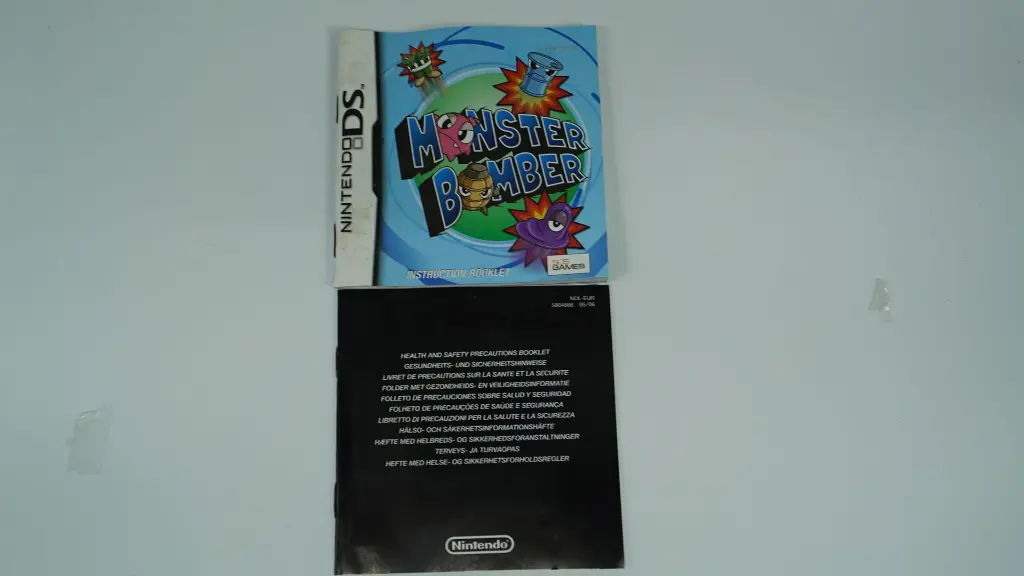 NINTENDO DS
MONSTER
BOMBER
INSTRUCTION BOOKLET
GAMES
NOL-EUR
HEALTH AND SAFETY PRECAUTIONS BOOKLET
GESUNDHEITS- UND SICHERHEITSHINWEISE
LIVRET DE PRECAUTIONS SUR LA SANTE ET LA SECURITE
FOLDER MET GEZONDHEIDS- EN VEILIGHEIDSINFORMATIE
FOLLETO DE PRECAUCIONES SOBRE SALUD Y SEGURIDAD
FOLHETO DE PRECAUÇÕES DE SAÚDE E SEGURANÇA
LIBRETTO DI PRECAUZIONI PER LA SALUTE E LA SICUREZZA
HÄLSO- OCH SÄKERHETSINFORMATIONSHÄFTE
HÆFTE MED HELBREDS- OG SIKKERHEDSFORANSTALTNINGER
TERVEYS- JA TURVAOPAS
HEFTE MED HELSE- OG SIKKERHETSFORHOLDSREGLER
Nintendo